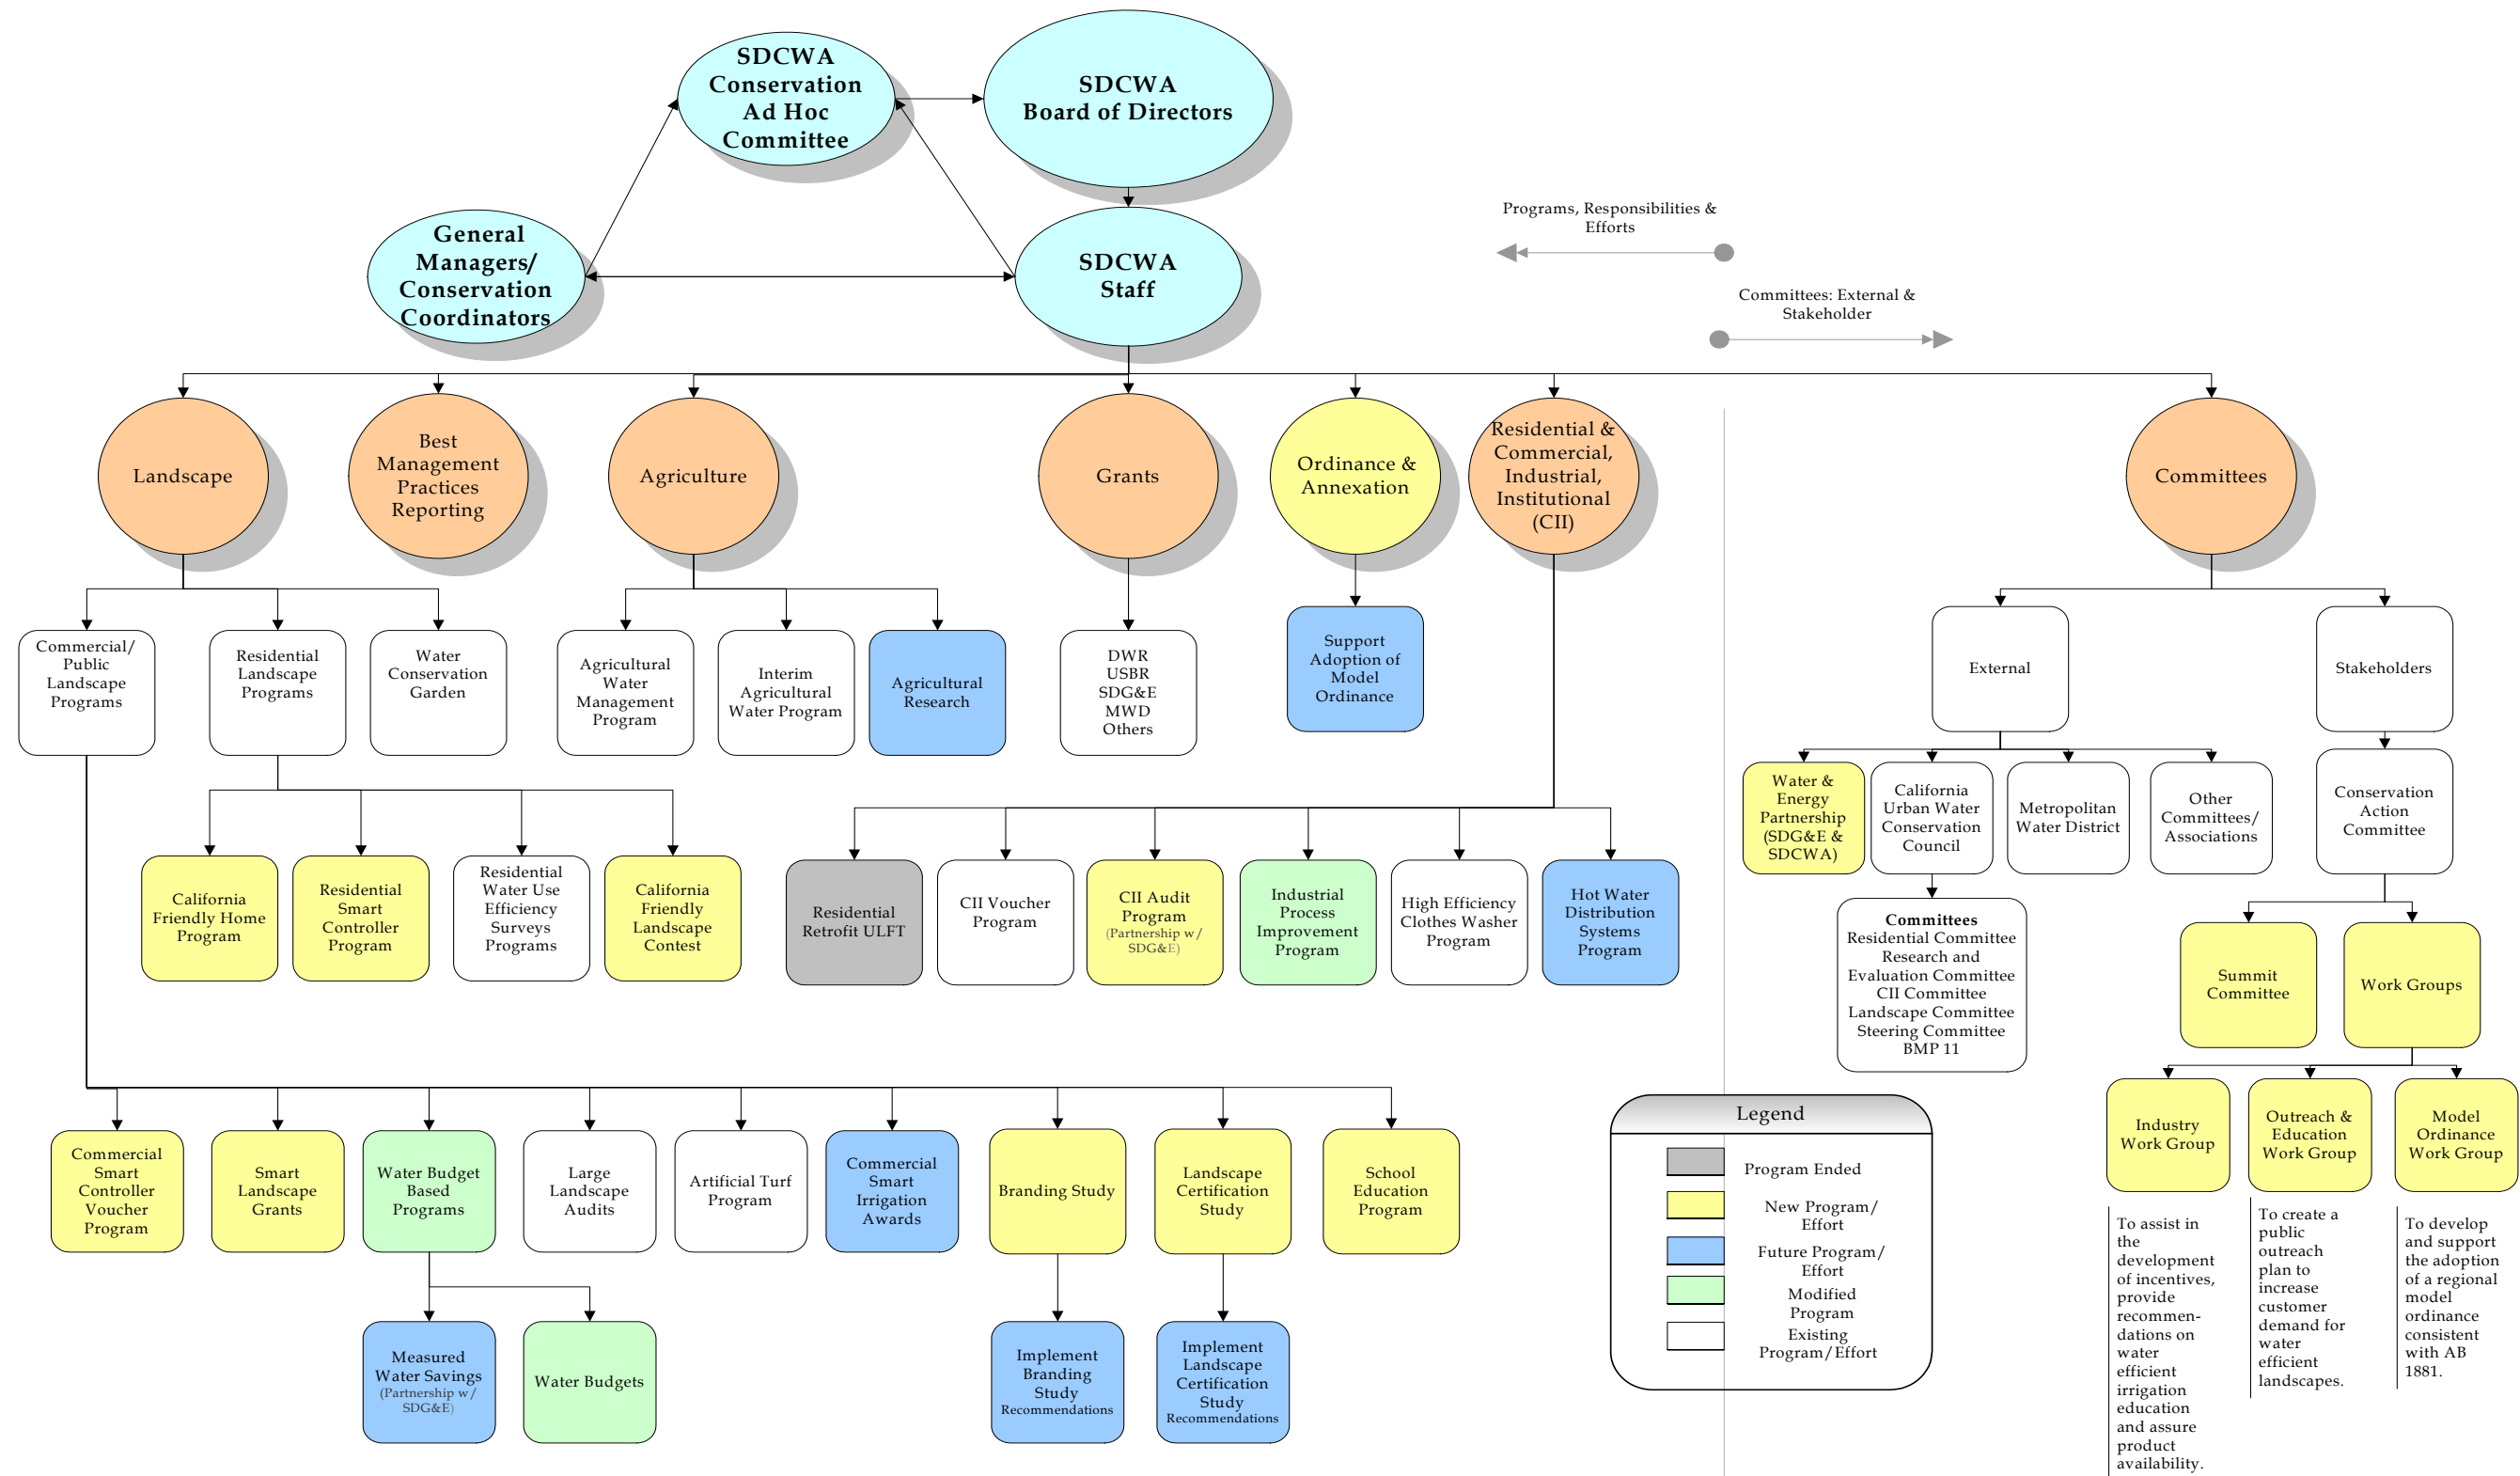 SDCWA
Conservation
Ad Hoc
Committee
SDCWA
Board of Directors
General
Managers/
Conservation
Coordinators
SDCWA
Staff
Programs, Responsibilities &
Efforts
Committees: External &
Stakeholder
Landscape
Best
Management
Practices
Reporting
Agriculture
Grants
Ordinance &
Annexation
Residential &
Commercial,
Industrial,
Institutional
(CII)
Committees
Commercial/
Public
Landscape
Programs
Residential
Landscape
Programs
Water
Conservation
Garden
Agricultural
Water
Management
Program
Interim
Agricultural
Water Program
Agricultural
Research
DWR
USBR
SDG&E
MWD
Others
Support
Adoption of
Model
Ordinance
External
Stakeholders
Water &
Energy
Partnership
(SDG&E &
SDCWA)
California
Urban Water
Conservation
Council
Metropolitan
Water District
Other
Committees/
Associations
Conservation
Action
Committee
California
Friendly Home
Program
Residential
Smart
Controller
Program
Residential
Water Use
Efficiency
Surveys
Programs
California
Friendly
Landscape
Contest
Residential
Retrofit ULFT
CII Voucher
Program
CII Audit
Program
(Partnership w/
SDG&E)
Industrial
Process
Improvement
Program
High Efficiency
Clothes Washer
Program
Hot Water
Distribution
Systems
Program
Committees
Residential Committee
Research and
Evaluation Committee
CII Committee
Landscape Committee
Steering Committee
BMP 11
Summit
Committee
Work Groups
Commercial
Smart
Controller
Voucher
Program
Smart
Landscape
Grants
Water Budget
Based
Programs
Large
Landscape
Audits
Artificial Turf
Program
Commercial
Smart
Irrigation
Awards
Branding Study
Landscape
Certification
Study
School
Education
Program
Legend
Program Ended
New Program/
Effort
Future Program/
Effort
Modified
Program
Existing
Program/Effort
Industry
Work Group
Outreach &
Education
Work Group
Model
Ordinance
Work Group
To assist in
the
development
of incentives,
provide
recommen-
dations on
water
efficient
irrigation
education
and assure
product
availability.
To create a
public
outreach
plan to
increase
customer
demand for
water
efficient
landscapes.
To develop
and support
the adoption
of a regional
model
ordinance
consistent
with AB
1881.
Measured
Water Savings
(Partnership w/
SDG&E)
Water Budgets
Implement
Branding
Study
Recommendations
Implement
Landscape
Certification
Study
Recommendations